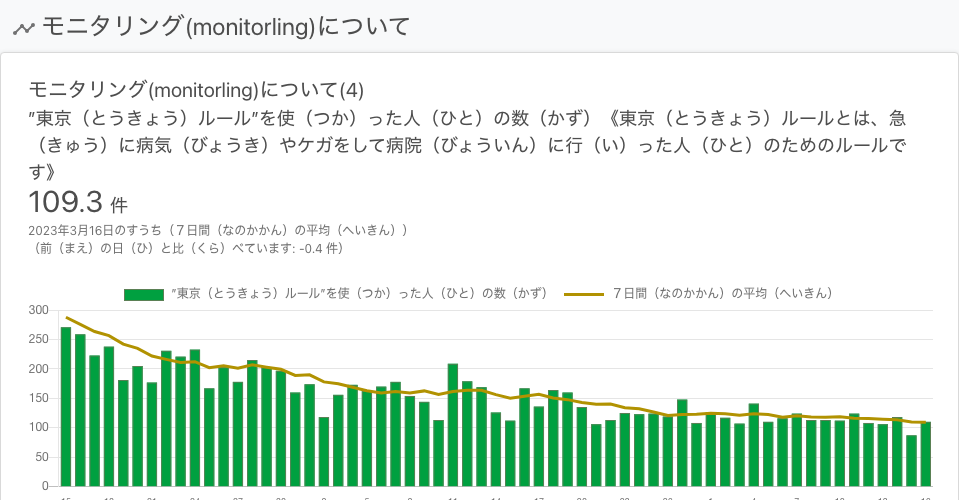 モニタリング(monitorling)について
モニタリング(monitorling)について(4)
”東京（とうきょう）ルール”を使（つか）った人（ひと）の数（かず）《東京（とうきょう）ルールとは、急
（きゅう）に病気（びょうき）やケガをして病院（びょういん）に行（い）った人（ひと）のためのルールで
す》
109.3 件
2023年3月16日のすうち（７日間（なのかかん）の平均（へいきん））
（前（まえ）の日（ひ）と比（くら）べています: -0.4 件）
”東京（とうきょう）ルール”を使（つか）った人（ひと）の数（かず） ７日間（なのかかん）の平均（へいきん）
300
250
200
150
100
50
0